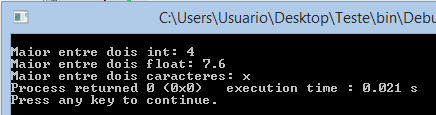 C:\Users\Usuario\Desktop\Teste\bin\Debu
Maior entre dois int: 4
Maior entre dois float: 7.6
Maior entre dois caracteres: x
Process returned 0 (0x0)   execution time : 0.021 s
Press any key to continue.